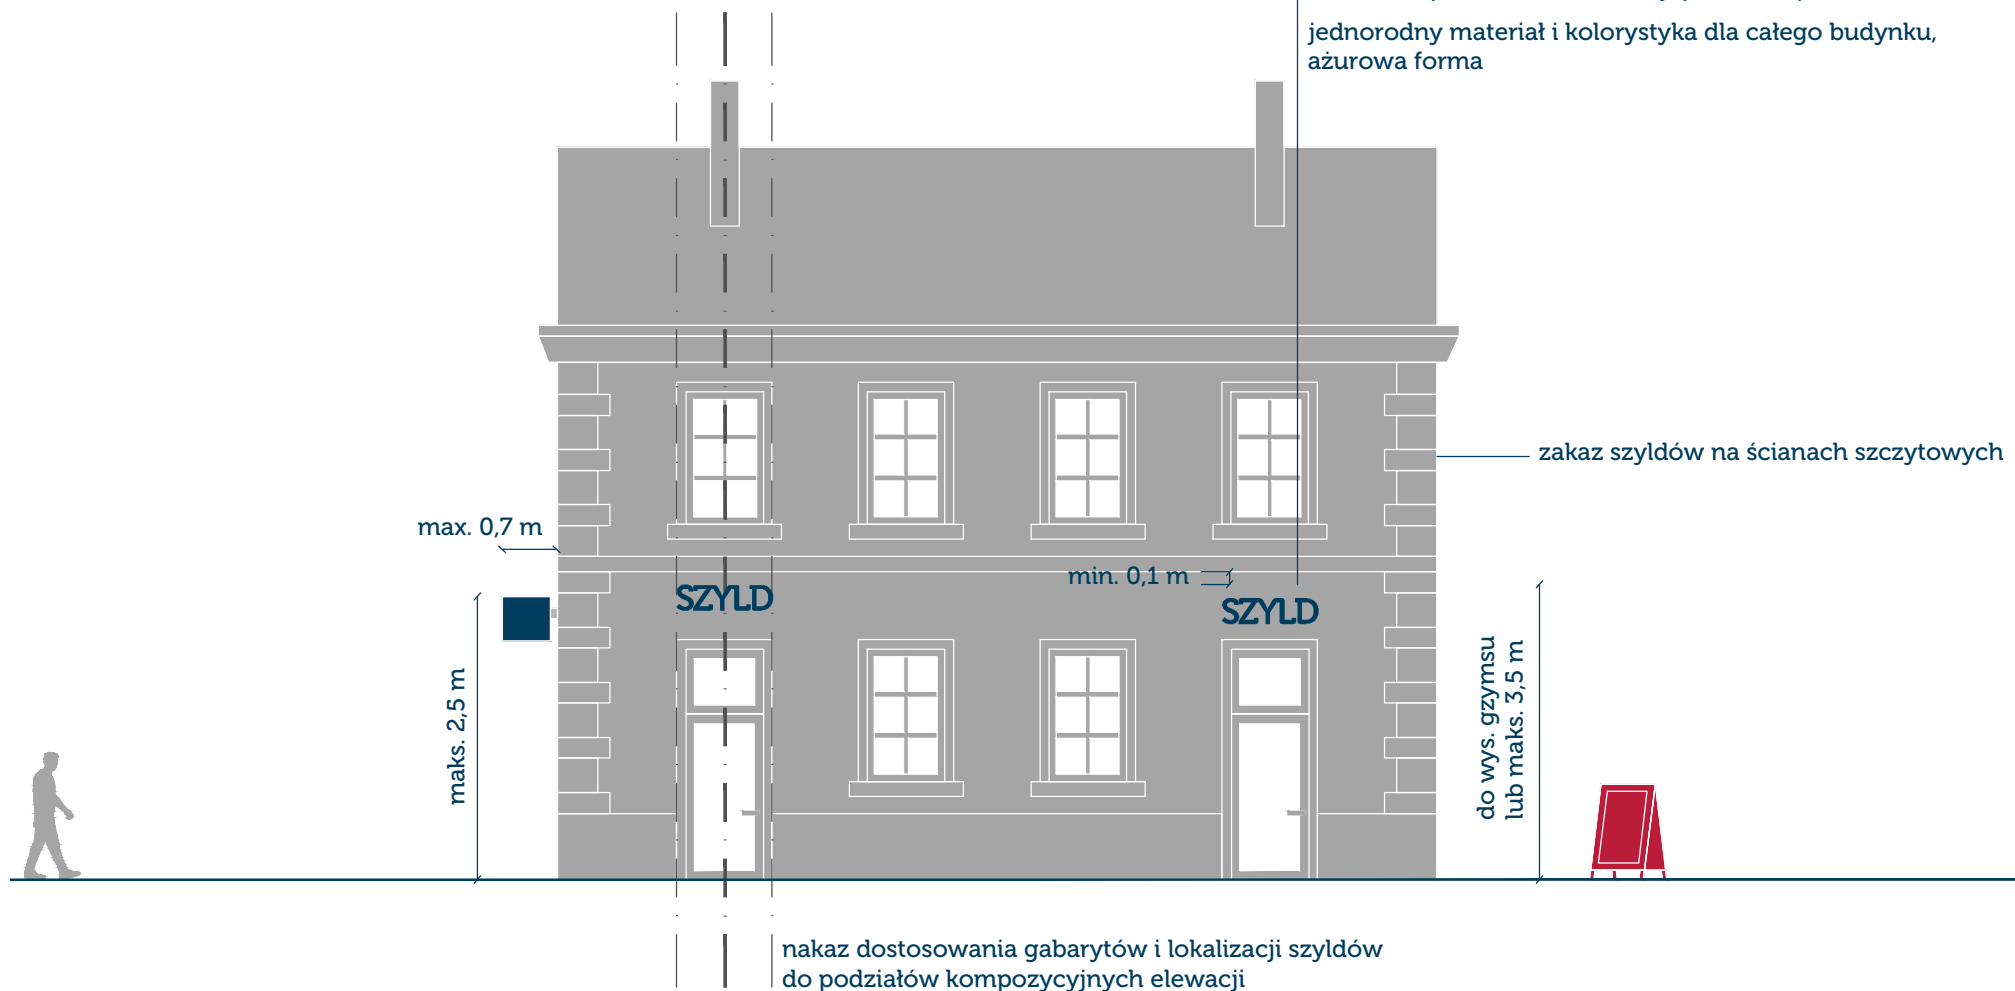 jednorodny materiał i kolorystyka dla całego budynku,
ażurowa forma
zakaz szyldów na ścianach szczytowych
max. 0,7 m
min. 0,1 m
SZYLD
SZYLD
maks. 2,5 m
do wys. gzymsu
lub maks. 3,5 m
nakaz dostosowania gabarytów i lokalizacji szyldów
do podziałów kompozycyjnych elewacji